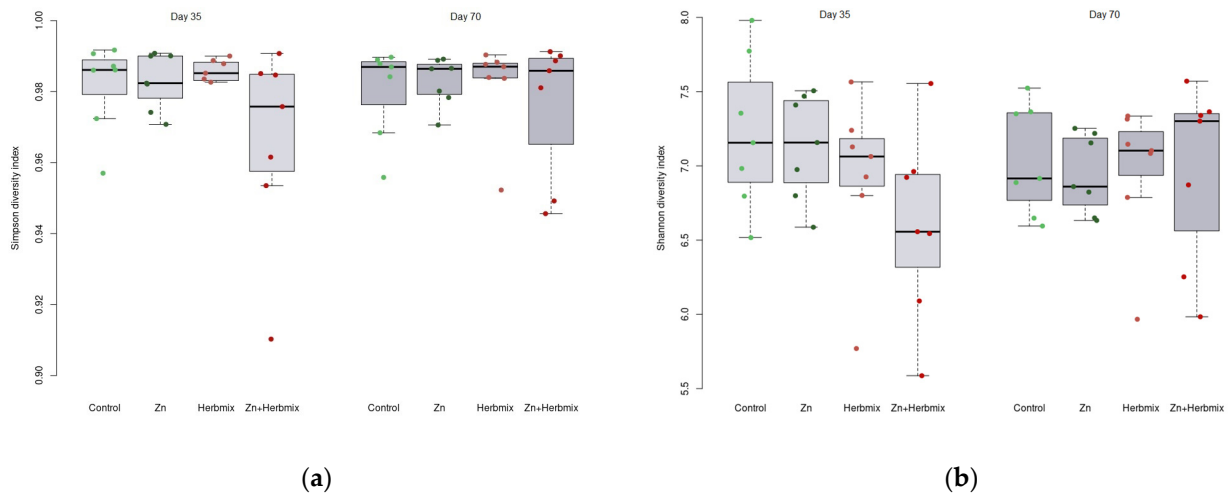 Day 35 Day 70
Simpson diversity index
1.00
0.98
0.96
0.94
0.92
0.90
Control Zn Herbmix Zn+Herbmix Control Zn Herbmix Zn+Herbmix
(a)
Day 35 Day 70
Shannon diversity index
8.0
7.5
7.0
6.5
6.0
5.5
Control Zn Herbmix Zn+Herbmix Control Zn Herbmix Zn+Herbmix
(b)